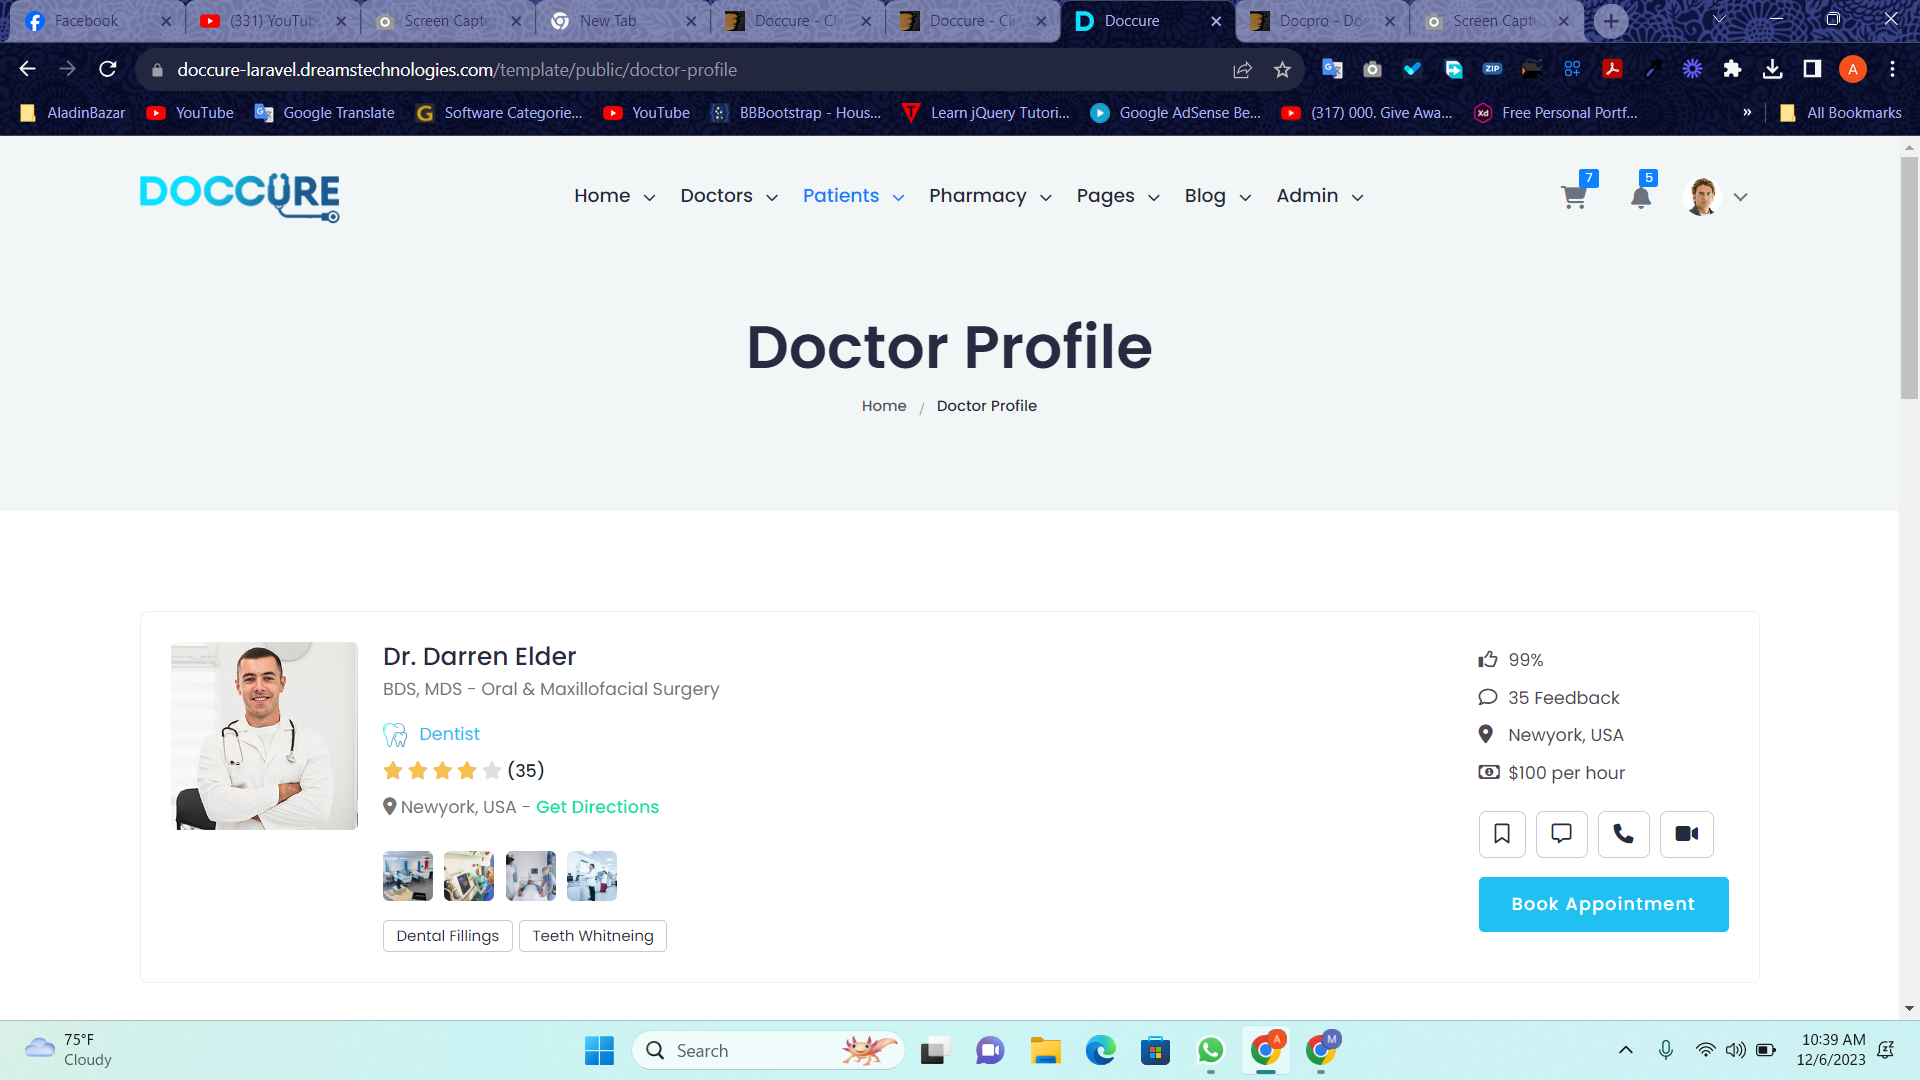 Facebook
(331) YouTub
Screen Captu
New Tab
Doccure - Cli
Doccure - Cli
Doccure
Docpro - Do
Screen Captu
doccure-laravel.dreamstechnologies.com/template/public/doctor-profile
ZIP
A
AladinBazar
YouTube
Google Translate
Software Categorie...
YouTube
BBBootstrap - Hous...
Learn jQuery Tutori...
Google AdSense Be...
(317) 000. Give Awa...
Free Personal Portf...
»
All Bookmarks
DOCCURE
Home
Doctors
Patients
Pharmacy
Pages
Blog
Admin
7
5
Doctor Profile
Home / Doctor Profile
Dr. Darren Elder
BDS, MDS - Oral & Maxillofacial Surgery
Dentist
(35)
Newyork, USA - Get Directions
Dental Fillings
Teeth Whitneing
99%
35 Feedback
Newyork, USA
$100 per hour
Book Appointment
75°F
Cloudy
Search
A
M
10:39 AM
12/6/2023